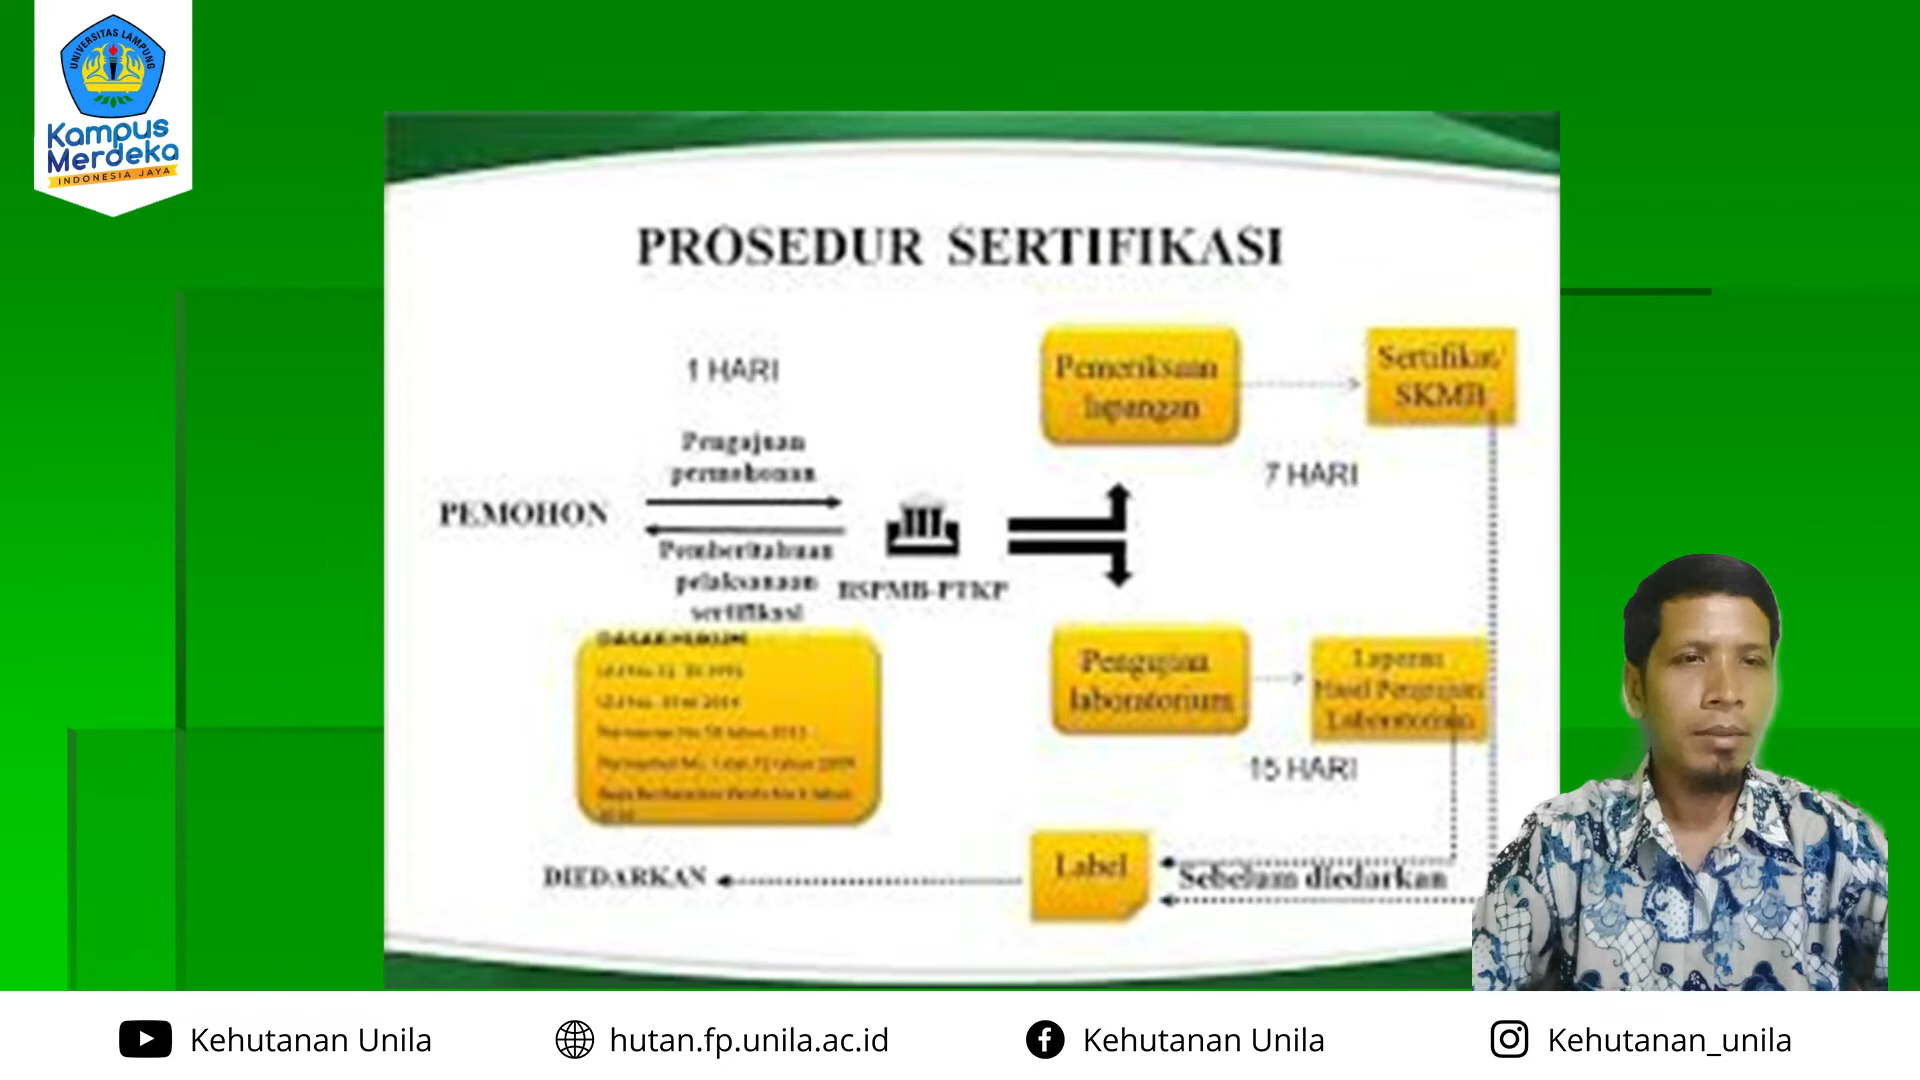 UNIVERSITAS LAMPUNG
Kampus
Merdeka
INDONESIA JAYA
PROSEDUR SERTIFIKASI
1 HARI
Pengajuan
permohonan
PEMOHON
Pemberitahuan
pelaksanaan
sertifikasi
BSPMB-PTKP
Pemeriksaan
lapangan
Sertifikat/
SKMB
7 HARI
DASAR HUKUM
Pengujian
laboratorium
Laporan
Hasil Pengujian
Laboratorium
15 HARI
Label
Sebelum diedarkan
DIEDARKAN
Kehutanan Unila
hutan.fp.unila.ac.id
Kehutanan Unila
Kehutanan_unila